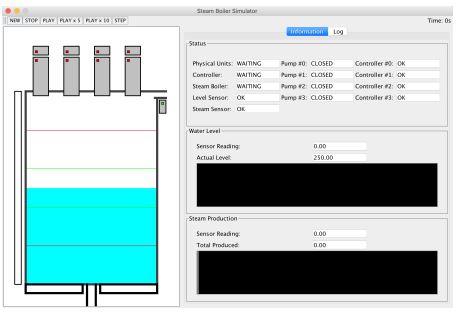 Steam Boiler Simulator
NEW STOP PLAY PLAY x 5 PLAY x 10 STEP
Time: 0s
Information Log
Status
Physical Units: WAITING Pump #0: CLOSED Controller #0: OK
Controller: WAITING Pump #1: CLOSED Controller #1: OK
Steam Boiler: WAITING Pump #2: CLOSED Controller #2: OK
Level Sensor: OK Pump #3: CLOSED Controller #3: OK
Steam Sensor: OK
Water Level
Sensor Reading: 0.00
Actual Level: 250.00
Steam Production
Sensor Reading: 0.00
Total Produced: 0.00